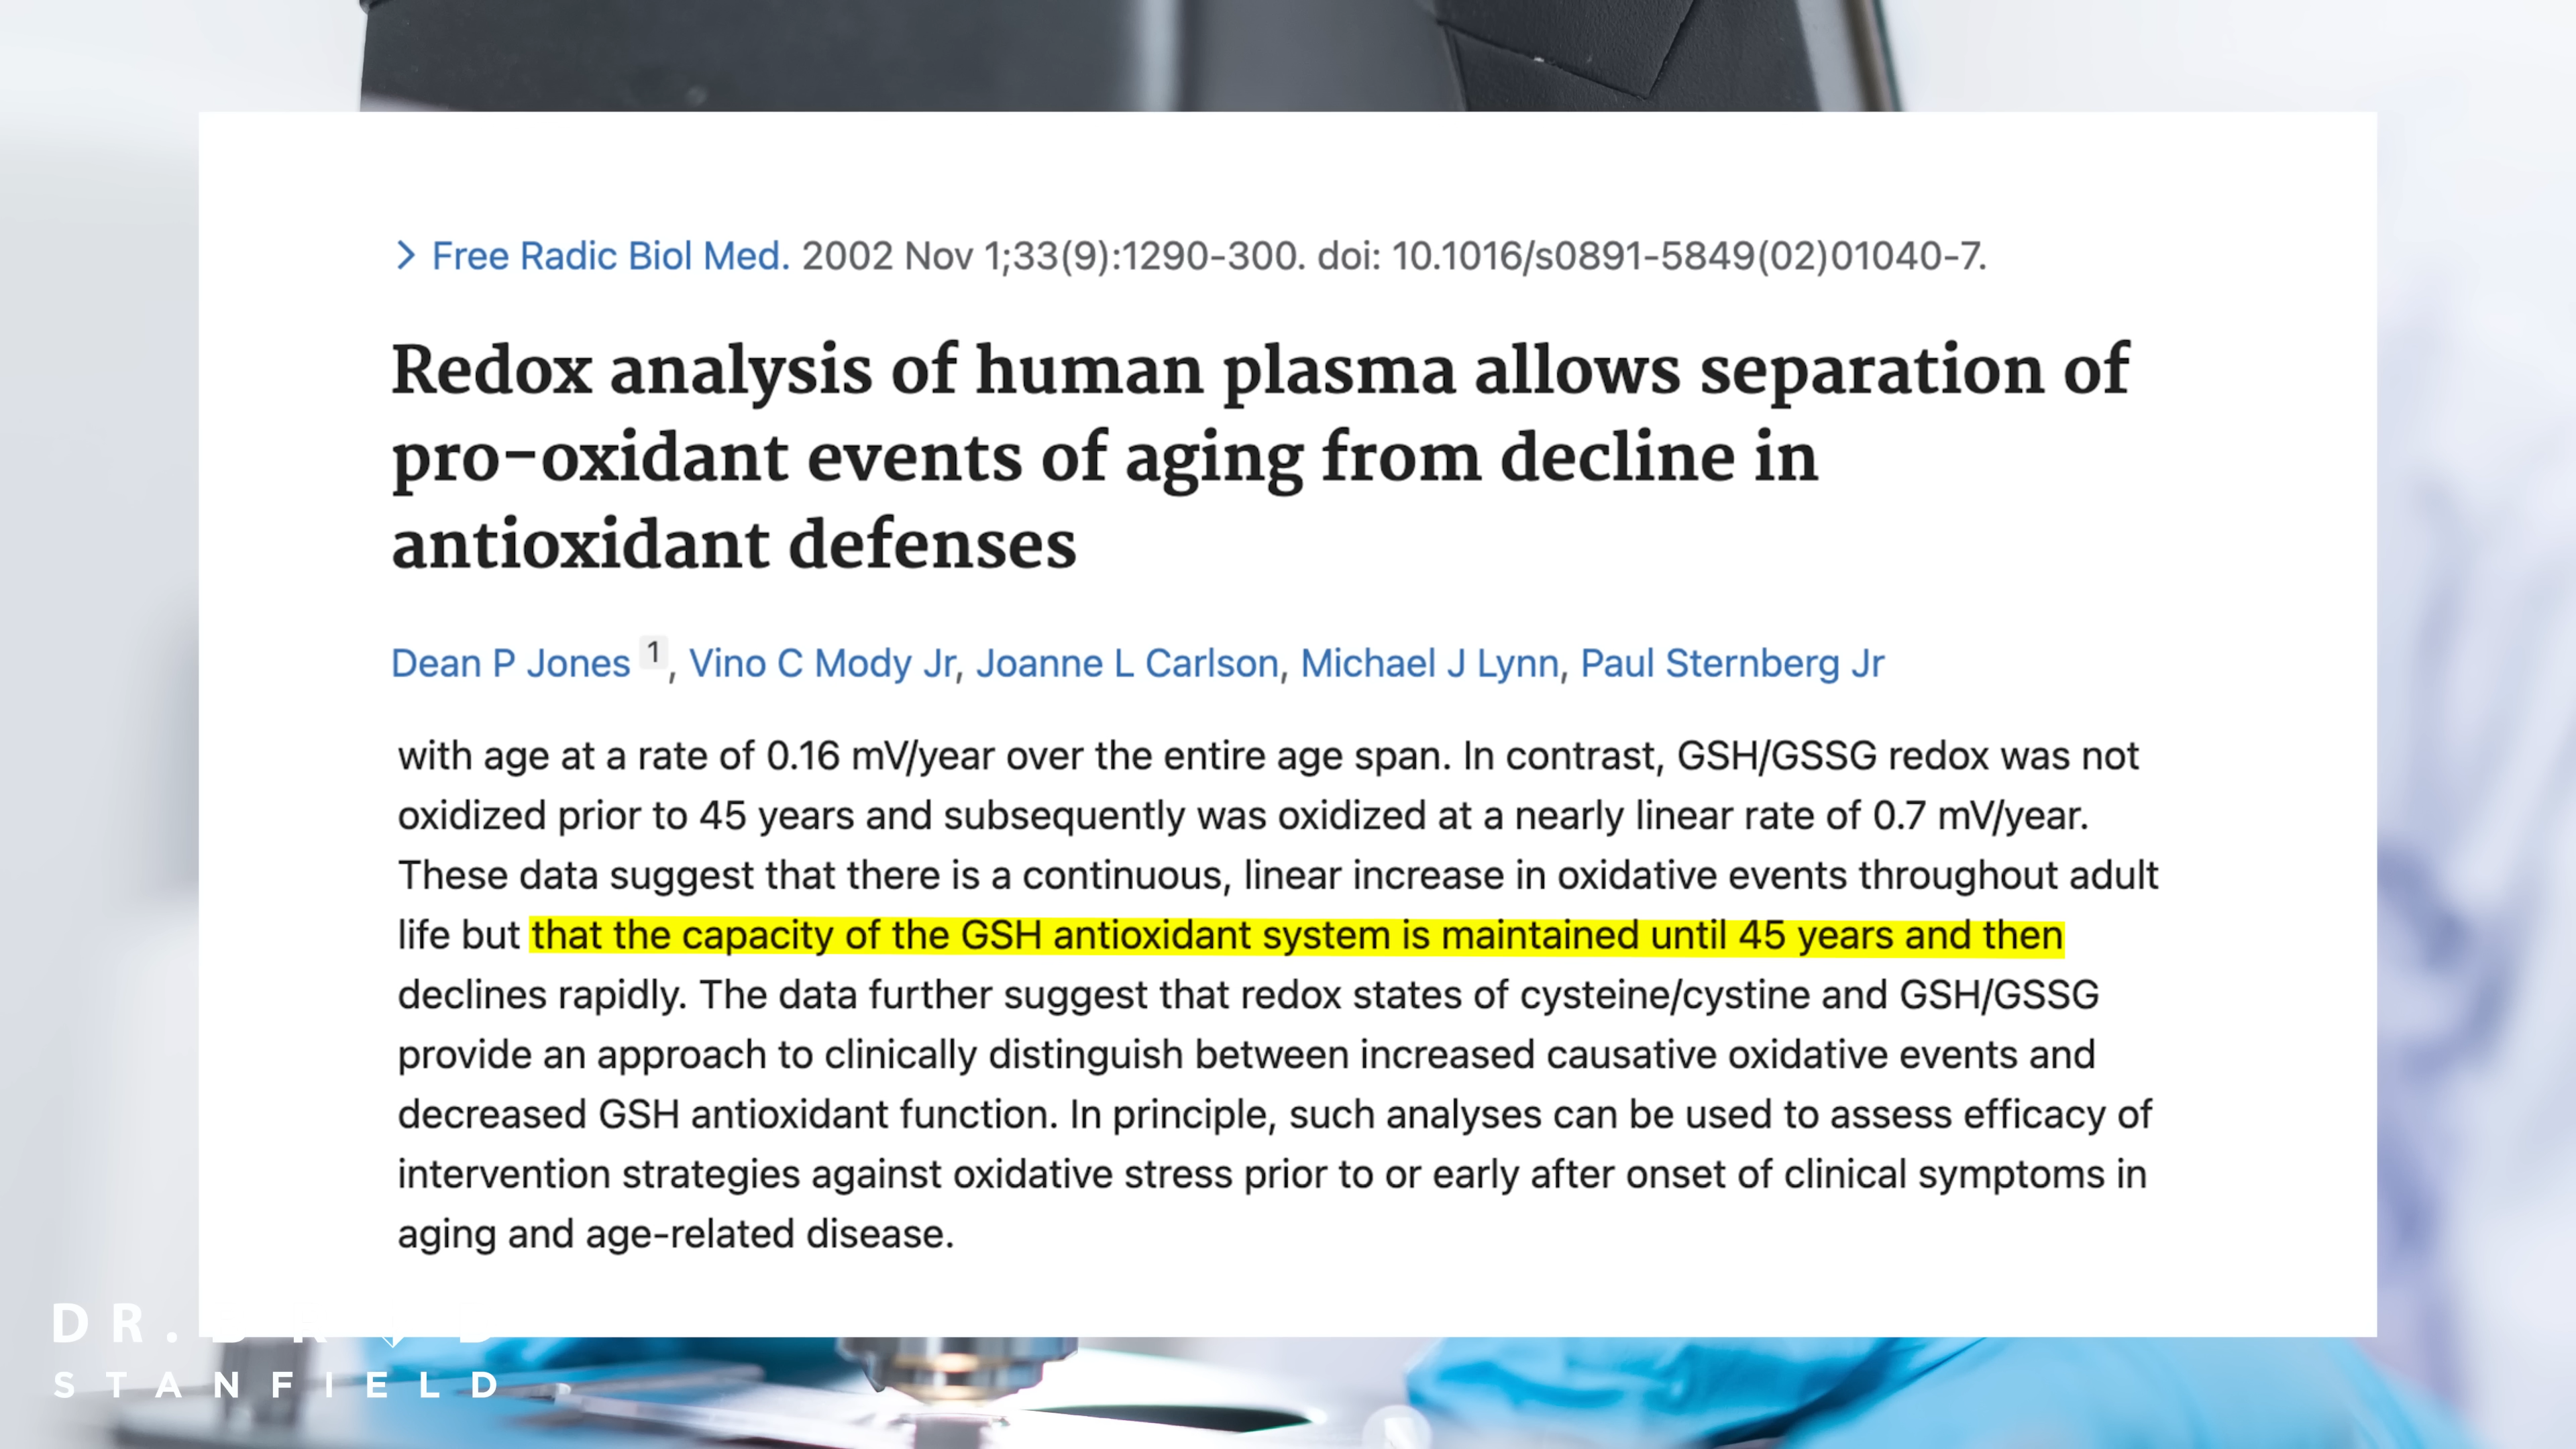 > Free Radic Biol Med. 2002 Nov 1;33(9):1290-300. doi: 10.1016/s0891-5849(02)01040-7.
Redox analysis of human plasma allows separation of
pro-oxidant events of aging from decline in
antioxidant defenses
Dean P Jones 1, Vino C Mody Jr, Joanne L Carlson, Michael J Lynn, Paul Sternberg Jr
with age at a rate of 0.16 mV/year over the entire age span. In contrast, GSH/GSSG redox was not
oxidized prior to 45 years and subsequently was oxidized at a nearly linear rate of 0.7 mV/year.
These data suggest that there is a continuous, linear increase in oxidative events throughout adult
life but that the capacity of the GSH antioxidant system is maintained until 45 years and then
declines rapidly. The data further suggest that redox states of cysteine/cystine and GSH/GSSG
provide an approach to clinically distinguish between increased causative oxidative events and
decreased GSH antioxidant function. In principle, such analyses can be used to assess efficacy of
intervention strategies against oxidative stress prior to or early after onset of clinical symptoms in
aging and age-related disease.
DR.
STANFIELD